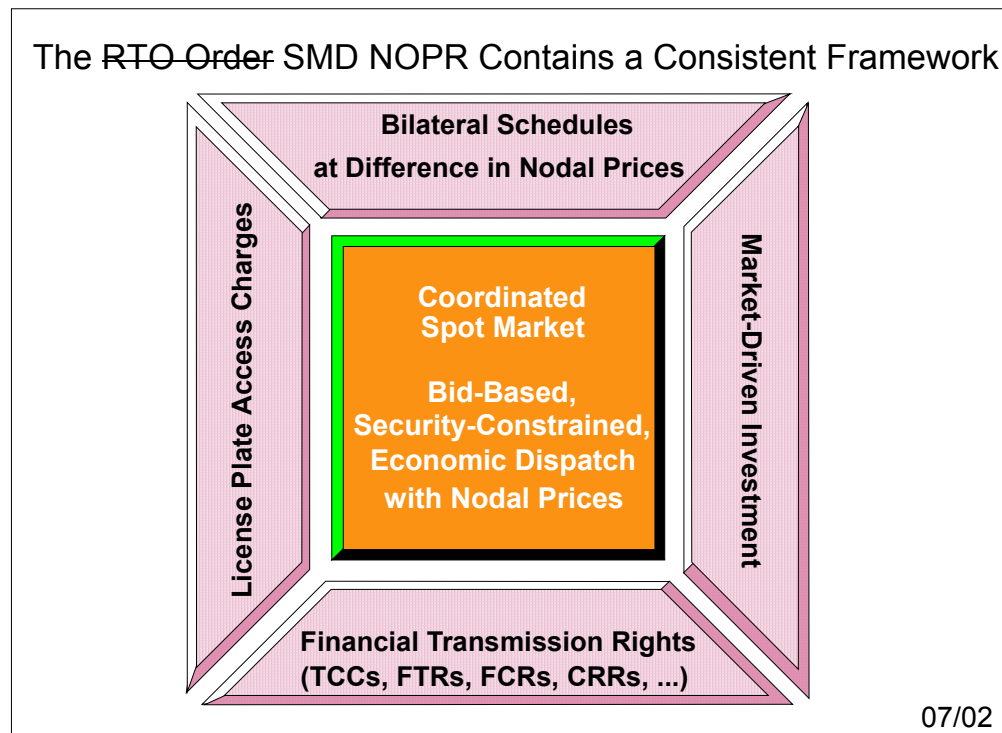 The RTO Order SMD NOPR Contains a Consistent Framework
Bilateral Schedules
at Difference in Nodal Prices
License Plate Access Charges
Coordinated
Spot Market
Bid-Based,
Security-Constrained,
Economic Dispatch
with Nodal Prices
Market-Driven Investment
Financial Transmission Rights
(TCCs, FTRs, FCRs, CRRs, ...)
07/02